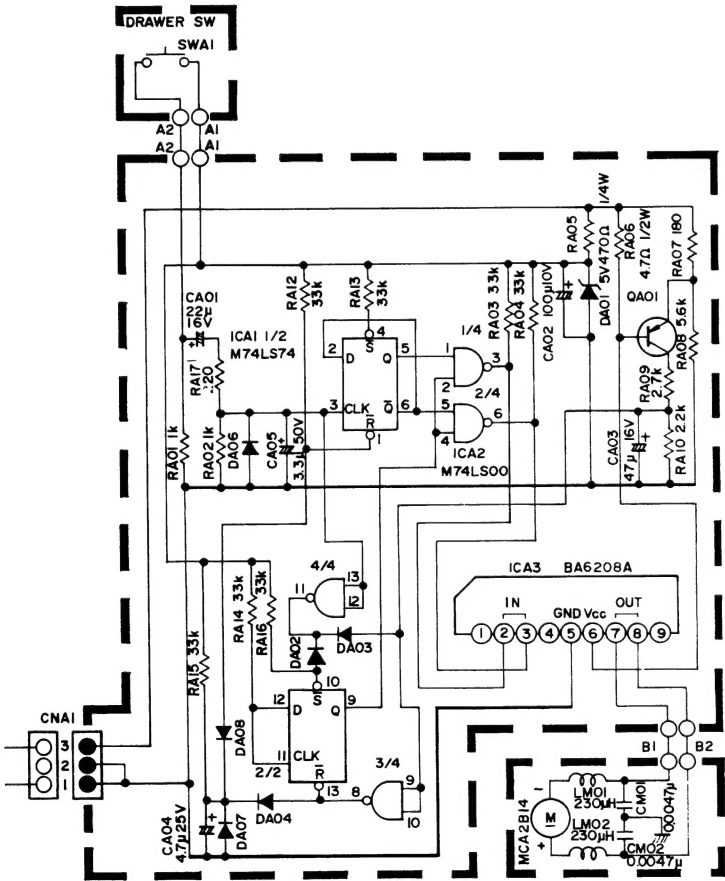 DRAWER SW
SWA1
A2 A1
A2 A1
1/4W
RA05
5V470Ω
RA06
4.7Ω 1/2W
RA07 180
RA12
33k
RA13
33k
RA03 33k
RA04 33k
CA02 100μ10V
DA01
QA01
RA08 5.6k
CA01
22μ
16V
+
ICA1 1/2
M74LS74
4
S
2
D
Q
5
1
1/4
3
2
RA09
2.7k
RA17
220
2/4
3
CLK
Q
6
5
6
4
R
1
ICA2
M74LS00
RA01 1k
RA02 1k
DA06
CA05
3.3μ 50V
+
CA03
47μ 16V
+
RA10 2.2k
4/4
11
13
12
ICA3 BA6208A
IN
GND Vcc
OUT
1 2 3 4 5 6 7 8 9
RA14 33k
RA16
33k
RA15 33k
DA02
DA03
10
S
12
D
Q
9
11
CLK
2/2
R
13
3/4
8
9
10
DA08
DA04
CNA1
3
2
1
CA04
4.7μ25V
+
DA07
B1 B2
MCA2B14
-
M
+
LM01
230μH
LM02
230μH
CM01
0.0047μ
CM02
0.0047μ